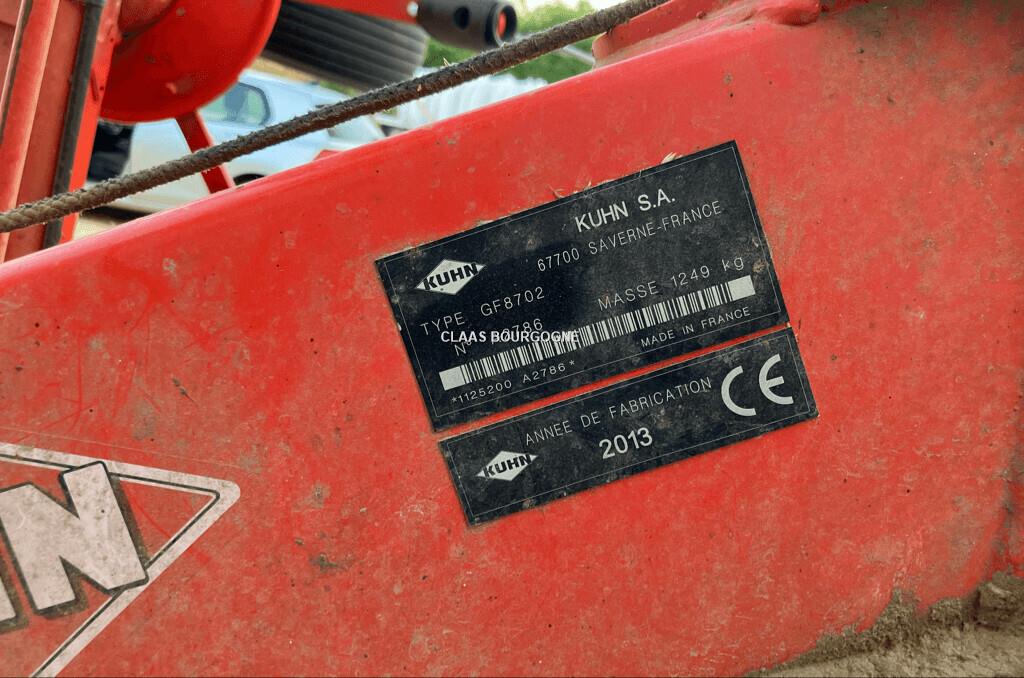 KUHN S.A.
67700 SAVERNE-FRANCE
KUHN
TYPE GF8702
MASSE 1249 kg
N° A2786
CLAAS BOURGOGNE
*1125200 A2786*
MADE IN FRANCE
ANNEE DE FABRICATION
CE
KUHN
2013
N